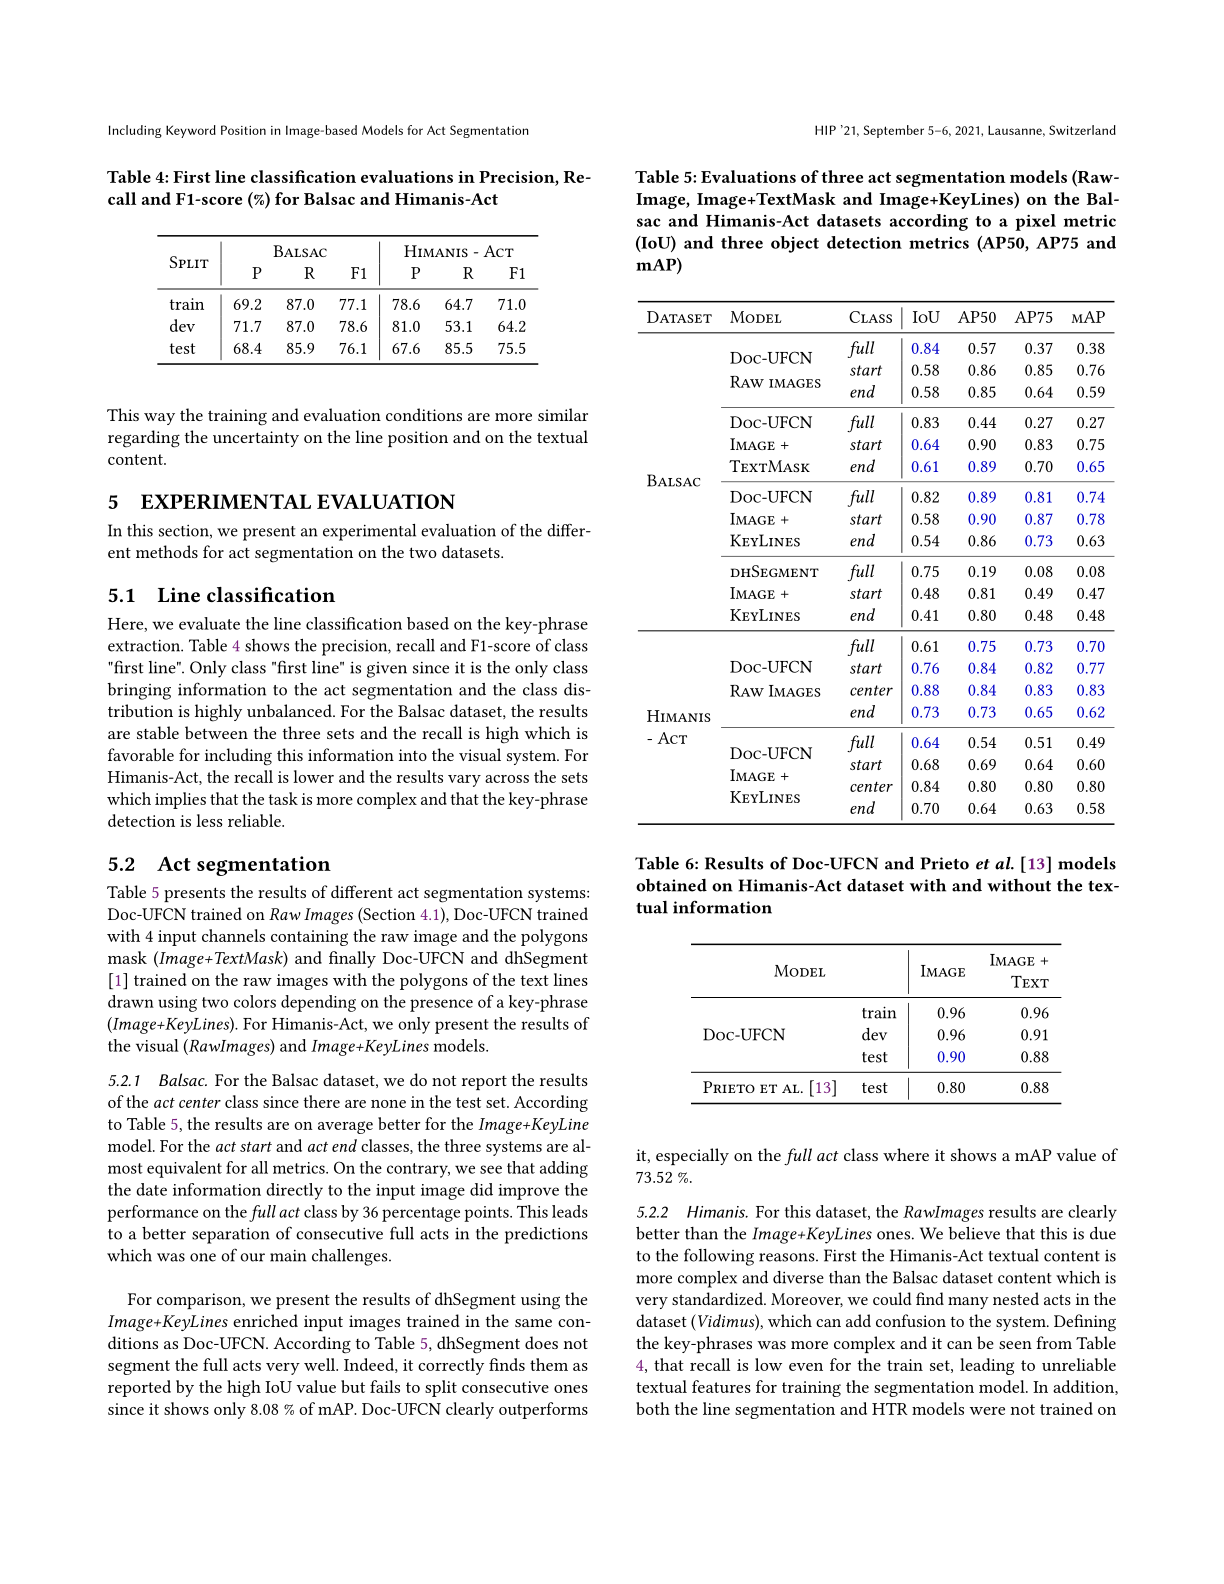 Including Keyword Position in Image-based Models for Act Segmentation
HIP ’21, September 5–6, 2021, Lausanne, Switzerland
Table 4: First line classification evaluations in Precision, Re-
call and F1-score (%) for Balsac and Himanis-Act
Split Balsac Himanis - Act
P R F1 P R F1
train 69.2 87.0 77.1 78.6 64.7 71.0
dev 71.7 87.0 78.6 81.0 53.1 64.2
test 68.4 85.9 76.1 67.6 85.5 75.5
This way the training and evaluation conditions are more similar
regarding the uncertainty on the line position and on the textual
content.
5 EXPERIMENTAL EVALUATION
In this section, we present an experimental evaluation of the differ-
ent methods for act segmentation on the two datasets.
5.1 Line classification
Here, we evaluate the line classification based on the key-phrase
extraction. Table 4 shows the precision, recall and F1-score of class
"first line". Only class "first line" is given since it is the only class
bringing information to the act segmentation and the class dis-
tribution is highly unbalanced. For the Balsac dataset, the results
are stable between the three sets and the recall is high which is
favorable for including this information into the visual system. For
Himanis-Act, the recall is lower and the results vary across the sets
which implies that the task is more complex and that the key-phrase
detection is less reliable.
5.2 Act segmentation
Table 5 presents the results of different act segmentation systems:
Doc-UFCN trained on Raw Images (Section 4.1), Doc-UFCN trained
with 4 input channels containing the raw image and the polygons
mask (Image+TextMask) and finally Doc-UFCN and dhSegment
[1] trained on the raw images with the polygons of the text lines
drawn using two colors depending on the presence of a key-phrase
(Image+KeyLines). For Himanis-Act, we only present the results of
the visual (RawImages) and Image+KeyLines models.
5.2.1 Balsac. For the Balsac dataset, we do not report the results
of the act center class since there are none in the test set. According
to Table 5, the results are on average better for the Image+KeyLine
model. For the act start and act end classes, the three systems are al-
most equivalent for all metrics. On the contrary, we see that adding
the date information directly to the input image did improve the
performance on the full act class by 36 percentage points. This leads
to a better separation of consecutive full acts in the predictions
which was one of our main challenges.
For comparison, we present the results of dhSegment using the
Image+KeyLines enriched input images trained in the same con-
ditions as Doc-UFCN. According to Table 5, dhSegment does not
segment the full acts very well. Indeed, it correctly finds them as
reported by the high IoU value but fails to split consecutive ones
since it shows only 8.08 % of mAP. Doc-UFCN clearly outperforms
Table 5: Evaluations of three act segmentation models (Raw-
Image, Image+TextMask and Image+KeyLines) on the Bal-
sac and Himanis-Act datasets according to a pixel metric
(IoU) and three object detection metrics (AP50, AP75 and
mAP)
Dataset Model Class IoU AP50 AP75 mAP
Balsac
Doc-UFCN
Raw images
full 0.84 0.57 0.37 0.38
start 0.58 0.86 0.85 0.76
end 0.58 0.85 0.64 0.59
Doc-UFCN full 0.83 0.44 0.27 0.27
Image + start 0.64 0.90 0.83 0.75
TextMask end 0.61 0.89 0.70 0.65
Doc-UFCN full 0.82 0.89 0.81 0.74
Image + start 0.58 0.90 0.87 0.78
KeyLines end 0.54 0.86 0.73 0.63
dhSegment full 0.75 0.19 0.08 0.08
Image + start 0.48 0.81 0.49 0.47
KeyLines end 0.41 0.80 0.48 0.48
Himanis
- Act
Doc-UFCN
Raw Images
full 0.61 0.75 0.73 0.70
start 0.76 0.84 0.82 0.77
center 0.88 0.84 0.83 0.83
end 0.73 0.73 0.65 0.62
Doc-UFCN
Image +
KeyLines
full 0.64 0.54 0.51 0.49
start 0.68 0.69 0.64 0.60
center 0.84 0.80 0.80 0.80
end 0.70 0.64 0.63 0.58
Table 6: Results of Doc-UFCN and Prieto et al. [13] models
obtained on Himanis-Act dataset with and without the tex-
tual information
Model Image Image +
Text
train 0.96 0.96
Doc-UFCN dev 0.96 0.91
test 0.90 0.88
Prieto et al. [13] test 0.80 0.88
it, especially on the full act class where it shows a mAP value of
73.52 %.
5.2.2 Himanis. For this dataset, the RawImages results are clearly
better than the Image+KeyLines ones. We believe that this is due
to the following reasons. First the Himanis-Act textual content is
more complex and diverse than the Balsac dataset content which is
very standardized. Moreover, we could find many nested acts in the
dataset (Vidimus), which can add confusion to the system. Defining
the key-phrases was more complex and it can be seen from Table
4, that recall is low even for the train set, leading to unreliable
textual features for training the segmentation model. In addition,
both the line segmentation and HTR models were not trained on